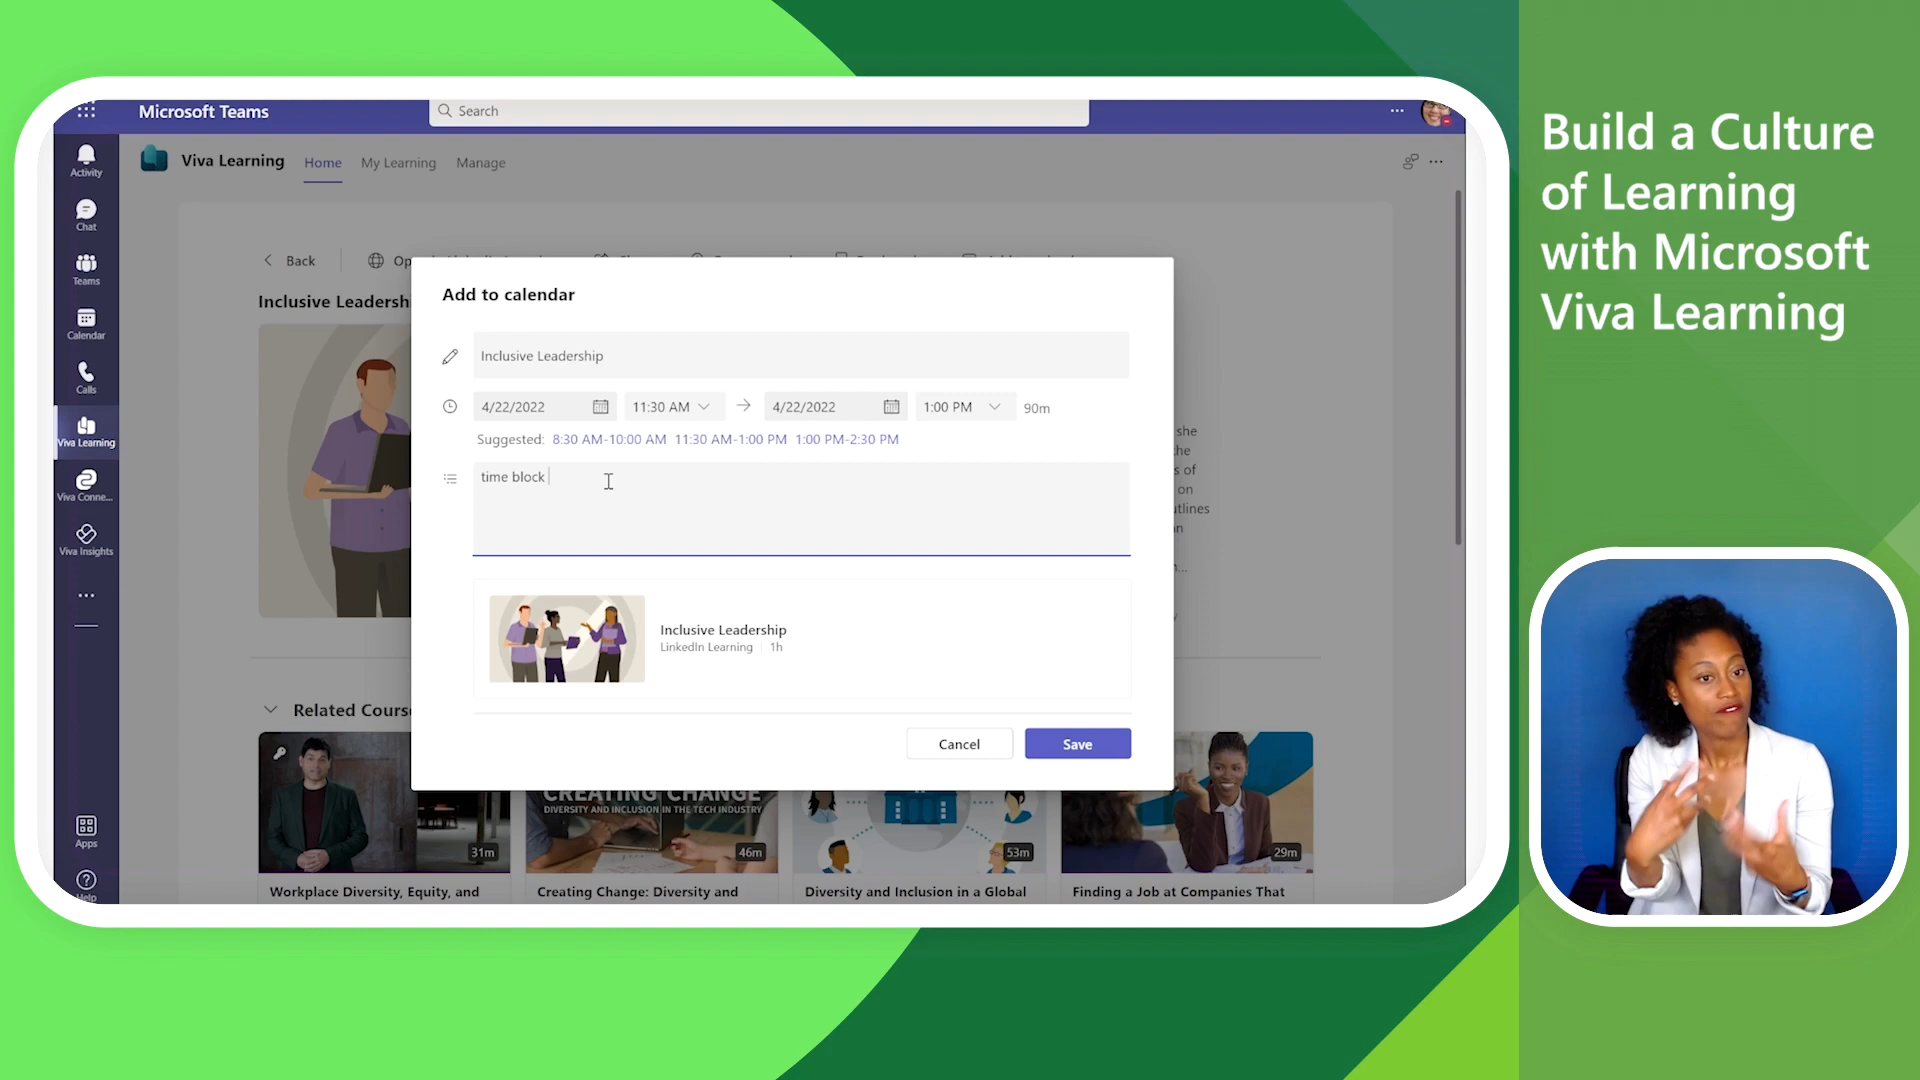 Microsoft Teams
Search
Build a Culture
of Learning
with Microsoft
Viva Learning
Activity
Chat
Teams
Calendar
Calls
Viva Learning
Viva Conne...
Viva Insights
Apps
Help
Viva Learning
Home
My Learning
Manage
Back
Inclusive Leadersh
Add to calendar
Inclusive Leadership
4/22/2022
11:30 AM
4/22/2022
1:00 PM
90m
Suggested: 8:30 AM-10:00 AM 11:30 AM-1:00 PM 1:00 PM-2:30 PM
time block
Inclusive Leadership
LinkedIn Learning 1h
Cancel
Save
she
s of
on
Related Cours
CREATING CHANGE
DIVERSITY AND INCLUSION IN THE TECH INDUSTRY
31m
46m
53m
29m
Workplace Diversity, Equity, and
Creating Change: Diversity and
Diversity and Inclusion in a Global
Finding a Job at Companies That